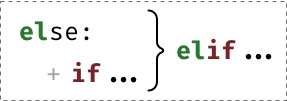 else:
+ if ...
elif ...